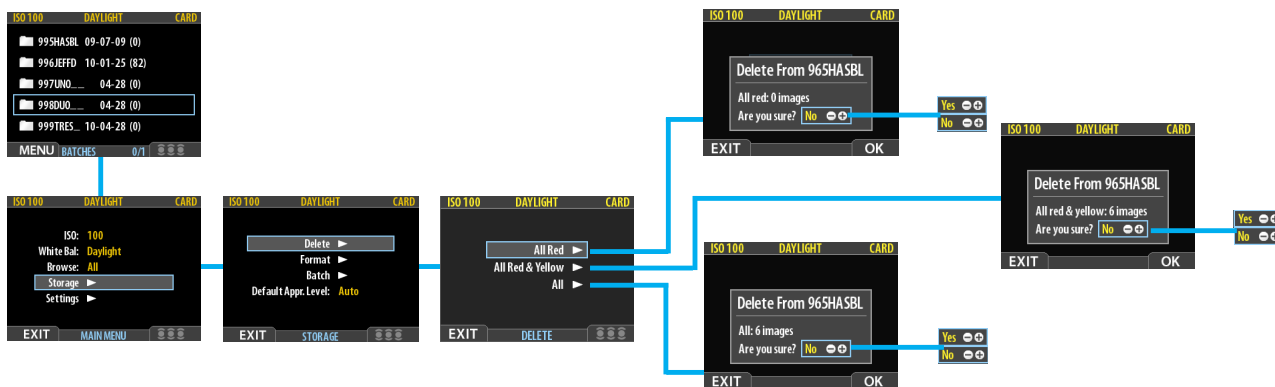 ISO 100 DAYLIGHT CARD
995HASBL 09-07-09 (0)
996JEFFD 10-01-25 (82)
997UNO_ _ 04-28 (0)
998DUO_ _ 04-28 (0)
999TRES_ 10-04-28 (0)
MENU BATCHES 0/1
ISO 100 DAYLIGHT CARD
ISO: 100
White Bal: Daylight
Browse: All
Storage
Settings
EXIT MAIN MENU
ISO 100 DAYLIGHT CARD
Delete
Format
Batch
Default Appr. Level: Auto
EXIT STORAGE
ISO 100 DAYLIGHT CARD
All Red
All Red & Yellow
All
EXIT DELETE
ISO 100 DAYLIGHT CARD
Delete From 965HASBL
All red: 0 images
Are you sure? No
EXIT OK
Yes
No
ISO 100 DAYLIGHT CARD
Delete From 965HASBL
All red & yellow: 6 images
Are you sure? No
EXIT OK
Yes
No
ISO 100 DAYLIGHT CARD
Delete From 965HASBL
All: 6 images
Are you sure? No
EXIT OK
Yes
No